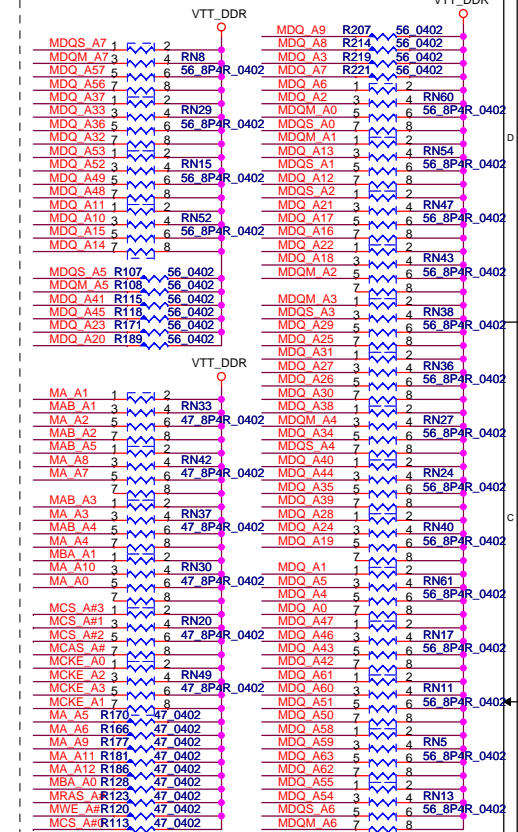 VTT_DDR
MDQS_A7 1 2
MDQM_A7 3 4 RN8
MDQ_A57 5 6 56_8P4R_0402
MDQ_A56 7 8
MDQ_A37 1 2
MDQ_A33 3 4 RN29
MDQ_A36 5 6 56_8P4R_0402
MDQ_A32 7 8
MDQ_A53 1 2
MDQ_A52 3 4 RN15
MDQ_A49 5 6 56_8P4R_0402
MDQ_A48 7 8
MDQ_A11 1 2
MDQ_A10 3 4 RN52
MDQ_A15 5 6 56_8P4R_0402
MDQ_A14 7 8
MDQS_A5 R107 56_0402
MDQM_A5 R108 56_0402
MDQ_A41 R115 56_0402
MDQ_A45 R118 56_0402
MDQ_A23 R171 56_0402
MDQ_A20 R189 56_0402
VTT_DDR
MA_A1 1 2
MAB_A1 3 4 RN33
MA_A2 5 6 47_8P4R_0402
MAB_A2 7 8
MAB_A5 1 2
MA_A8 3 4 RN42
MA_A7 5 6 47_8P4R_0402
7 8
MAB_A3 1 2
MA_A3 3 4 RN37
MAB_A4 5 6 47_8P4R_0402
MA_A4 7 8
MBA_A1 1 2
MA_A10 3 4 RN30
MA_A0 5 6 47_8P4R_0402
7 8
MCS_A#3 1 2
MCS_A#1 3 4 RN20
MCS_A#2 5 6 47_8P4R_0402
MCAS_A# 7 8
MCKE_A0 1 2
MCKE_A2 3 4 RN49
MCKE_A3 5 6 47_8P4R_0402
MCKE_A1 7 8
MA_A5 R170 47_0402
MA_A6 R166 47_0402
MA_A9 R177 47_0402
MA_A11 R181 47_0402
MA_A12 R186 47_0402
MBA_A0 R128 47_0402
MRAS_A# R123 47_0402
MWE_A# R120 47_0402
MCS_A#0 R113 47_0402
VTT_DDR
MDQ_A9 R207 56_0402
MDQ_A8 R214 56_0402
MDQ_A3 R219 56_0402
MDQ_A7 R221 56_0402
MDQ_A6 1 2
MDQ_A2 3 4 RN60
MDQM_A0 5 6 56_8P4R_0402
MDQS_A0 7 8
MDQM_A1 1 2
MDQ_A13 3 4 RN54
MDQS_A1 5 6 56_8P4R_0402
MDQ_A12 7 8
MDQS_A2 1 2
MDQ_A21 3 4 RN47
MDQ_A17 5 6 56_8P4R_0402
MDQ_A16 7 8
MDQ_A22 1 2
MDQ_A18 3 4 RN43
MDQM_A2 5 6 56_8P4R_0402
7 8
MDQM_A3 1 2
MDQS_A3 3 4 RN38
MDQ_A29 5 6 56_8P4R_0402
MDQ_A25 7 8
MDQ_A31 1 2
MDQ_A27 3 4 RN36
MDQ_A26 5 6 56_8P4R_0402
MDQ_A30 7 8
MDQ_A38 1 2
MDQM_A4 3 4 RN27
MDQ_A34 5 6 56_8P4R_0402
MDQS_A4 7 8
MDQ_A40 1 2
MDQ_A44 3 4 RN24
MDQ_A35 5 6 56_8P4R_0402
MDQ_A39 7 8
MDQ_A28 1 2
MDQ_A24 3 4 RN40
MDQ_A19 5 6 56_8P4R_0402
7 8
MDQ_A1 1 2
MDQ_A5 3 4 RN61
MDQ_A4 5 6 56_8P4R_0402
MDQ_A0 7 8
MDQ_A47 1 2
MDQ_A46 3 4 RN17
MDQ_A43 5 6 56_8P4R_0402
MDQ_A42 7 8
MDQ_A61 1 2
MDQ_A60 3 4 RN11
MDQ_A51 5 6 56_8P4R_0402
MDQ_A50 7 8
MDQ_A58 1 2
MDQ_A59 3 4 RN5
MDQ_A63 5 6 56_8P4R_0402
MDQ_A62 7 8
MDQ_A55 1 2
MDQ_A54 3 4 RN13
MDQS_A6 5 6 56_8P4R_0402
MDQM_A6 7 8
D
C